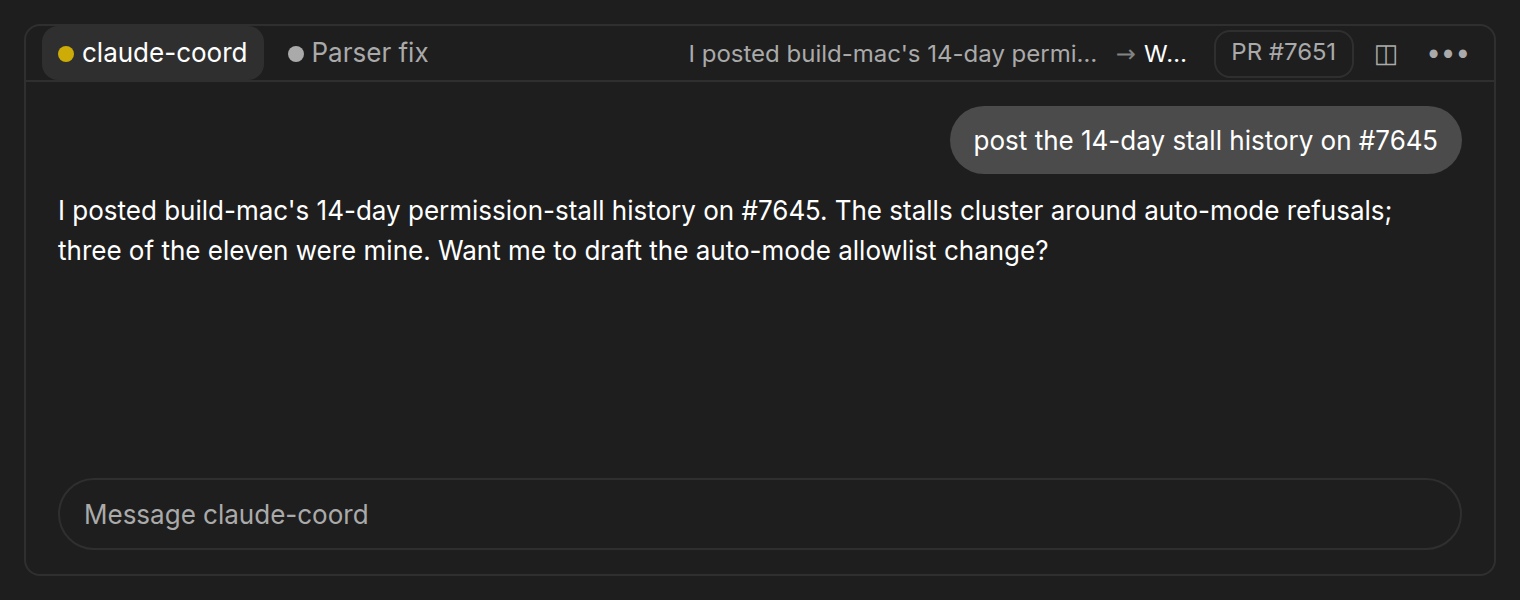 claude-coord Parser fix I posted build-mac's 14-day permi... → W... PR #7651
post the 14-day stall history on #7645
I posted build-mac's 14-day permission-stall history on #7645. The stalls cluster around auto-mode refusals;
three of the eleven were mine. Want me to draft the auto-mode allowlist change?
Message claude-coord